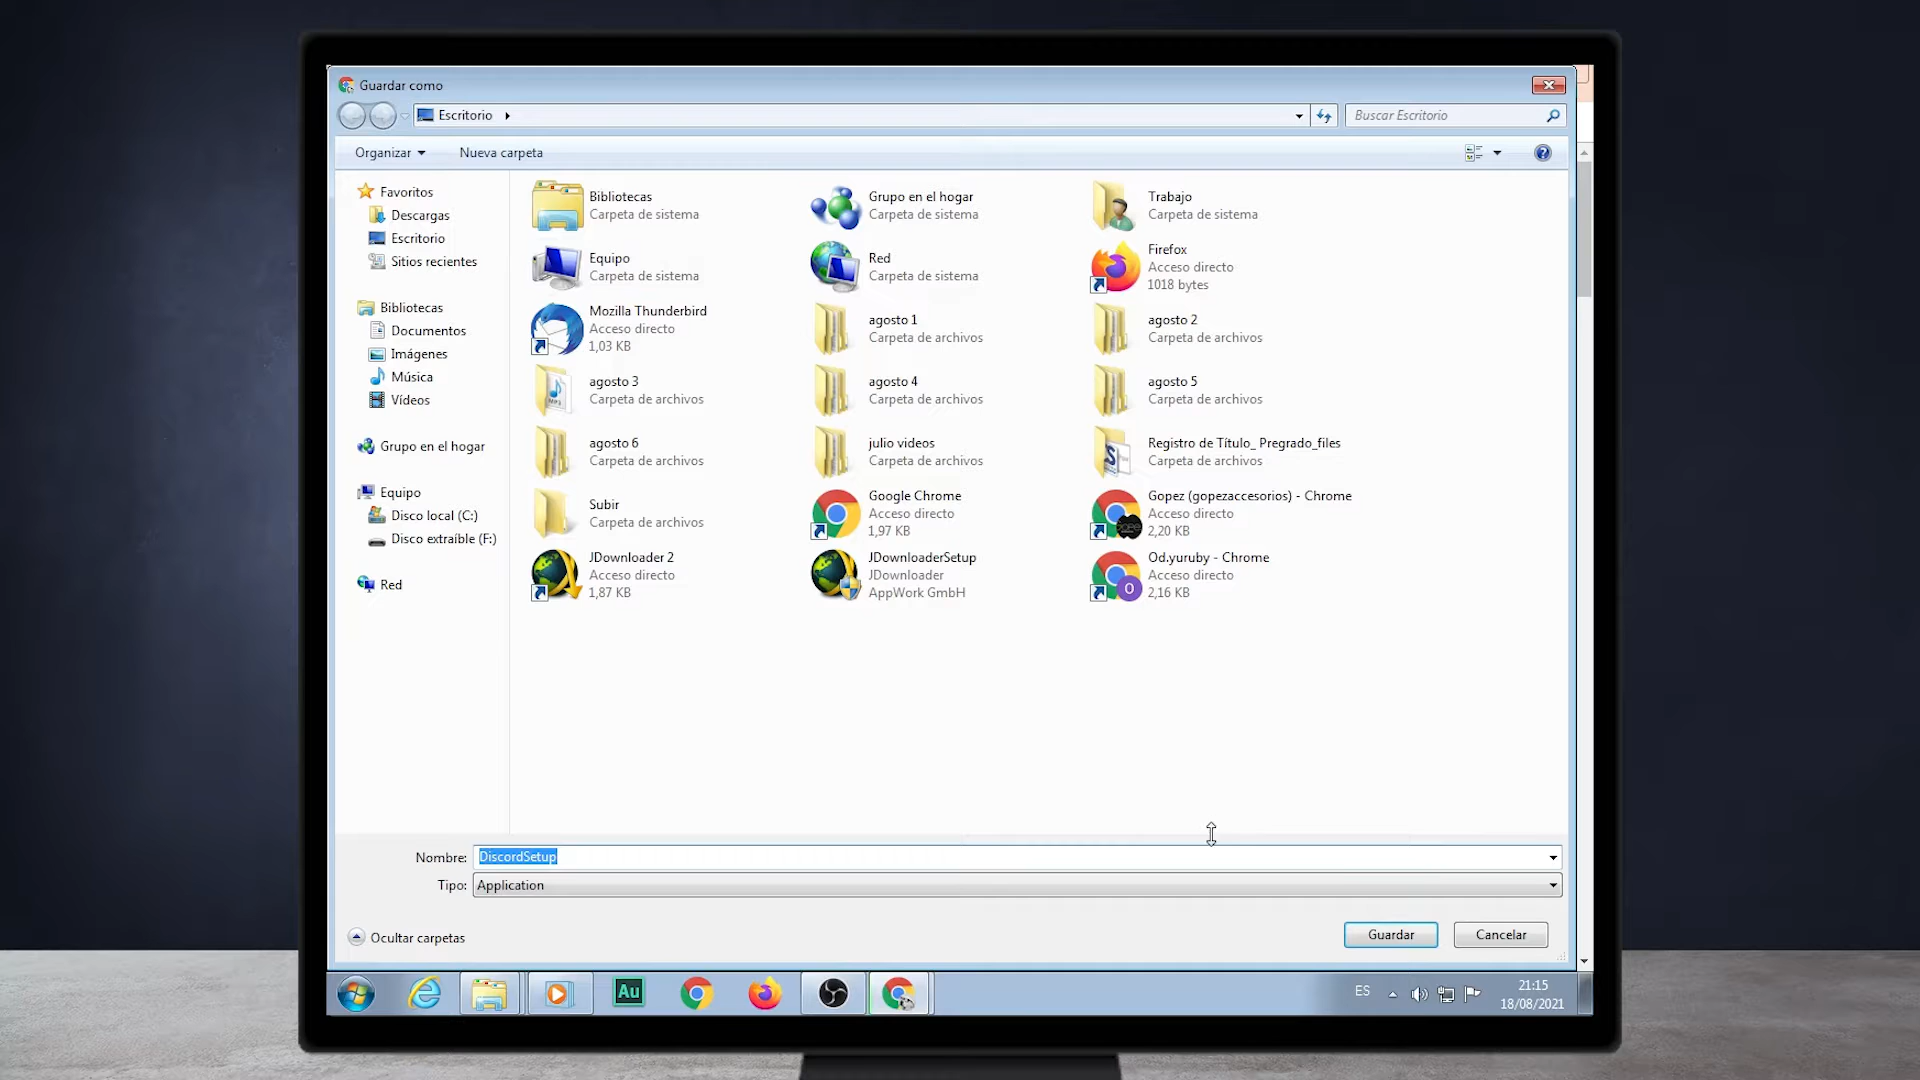 Guardar como
Escritorio
Buscar Escritorio
Organizar
Nueva carpeta
Favoritos
Descargas
Escritorio
Sitios recientes
Bibliotecas
Documentos
Imágenes
Música
Vídeos
Grupo en el hogar
Equipo
Disco local (C:)
Disco extraíble (F:)
Red
Bibliotecas
Carpeta de sistema
Grupo en el hogar
Carpeta de sistema
Trabajo
Carpeta de sistema
Equipo
Carpeta de sistema
Red
Carpeta de sistema
Firefox
Acceso directo
1018 bytes
Mozilla Thunderbird
Acceso directo
1,03 KB
agosto 1
Carpeta de archivos
agosto 2
Carpeta de archivos
agosto 3
Carpeta de archivos
agosto 4
Carpeta de archivos
agosto 5
Carpeta de archivos
agosto 6
Carpeta de archivos
julio videos
Carpeta de archivos
Registro de Título_ Pregrado_files
Carpeta de archivos
Subir
Carpeta de archivos
Google Chrome
Acceso directo
1,97 KB
Gopez (gopezaccesorios) - Chrome
Acceso directo
2,20 KB
JDownloader 2
Acceso directo
1,87 KB
JDownloaderSetup
JDownloader
AppWork GmbH
Od.yuruby - Chrome
Acceso directo
2,16 KB
Nombre: DiscordSetup
Tipo: Application
Ocultar carpetas
Guardar
Cancelar
Au
ES
21:15
18/08/2021